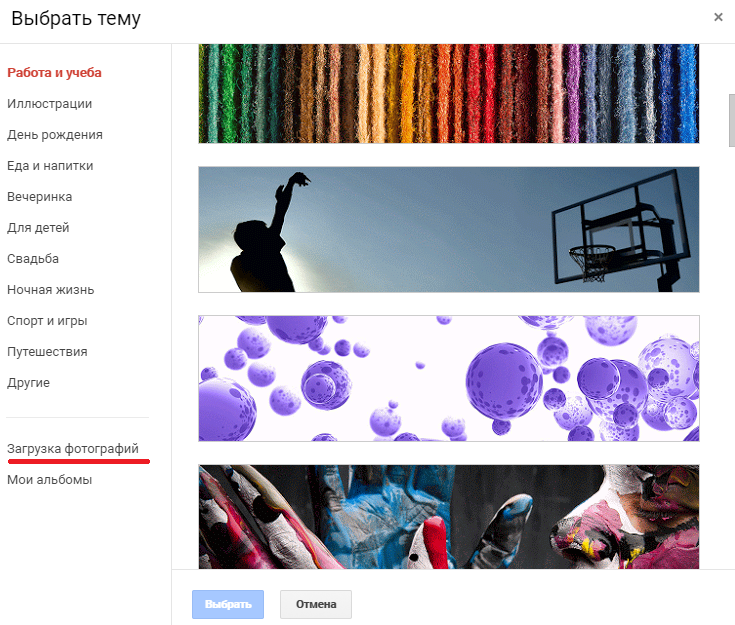 Выбрать тему
Работа и учеба
Иллюстрации
День рождения
Еда и напитки
Вечеринка
Для детей
Свадьба
Ночная жизнь
Спорт и игры
Путешествия
Другие
Загрузка фотографий
Мои альбомы
Выбрать
Отмена